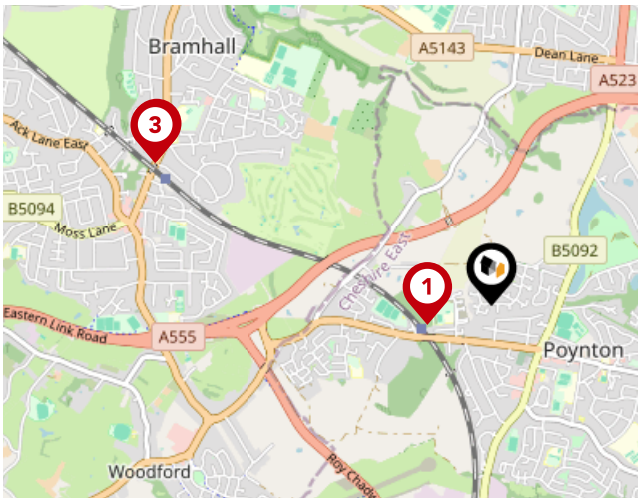 Bramhall
A5143
Dean Lane
A523
3
Ack Lane East
B5094
Moss Lane
B5092
Cheshire East
1
Eastern Link Road
A555
Poynton
Woodford
Roy Chadw